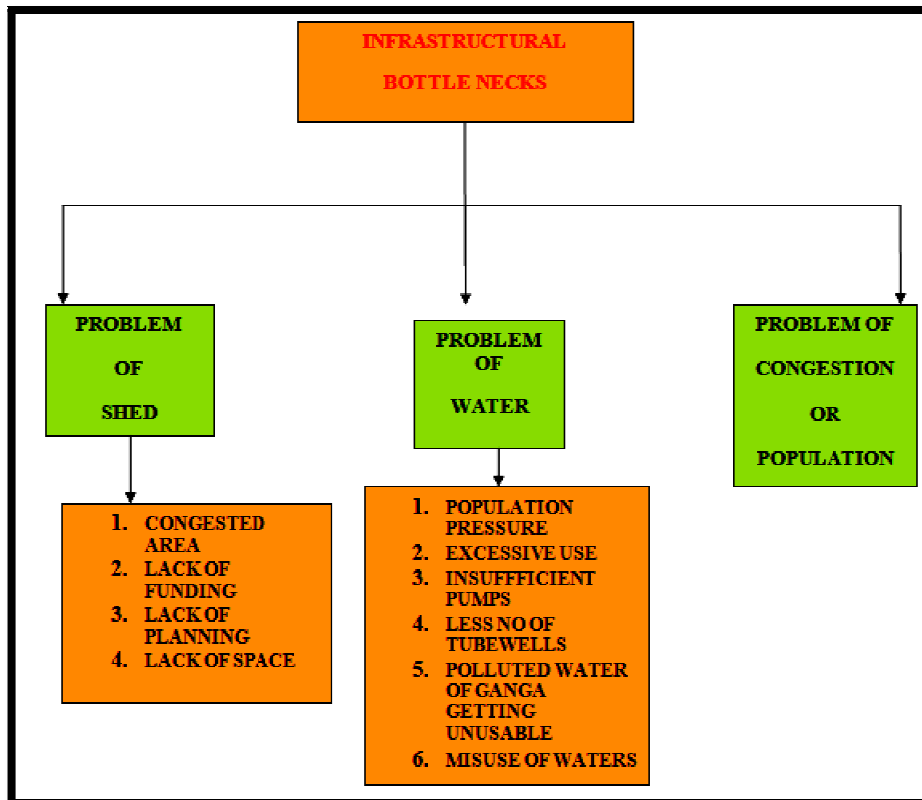 INFRASTRUCTURAL
BOTTLE NECKS
PROBLEM
OF
SHED
PROBLEM
OF
WATER
PROBLEM OF
CONGESTION
OR
POPULATION
1. CONGESTED
AREA
2. LACK OF
FUNDING
3. LACK OF
PLANNING
4. LACK OF SPACE
1. POPULATION
PRESSURE
2. EXCESSIVE USE
3. INSUFFFICIENT
PUMPS
4. LESS NO OF
TUBEWELLS
5. POLLUTED WATER
OF GANGA
GETTING
UNUSABLE
6. MISUSE OF WATERS